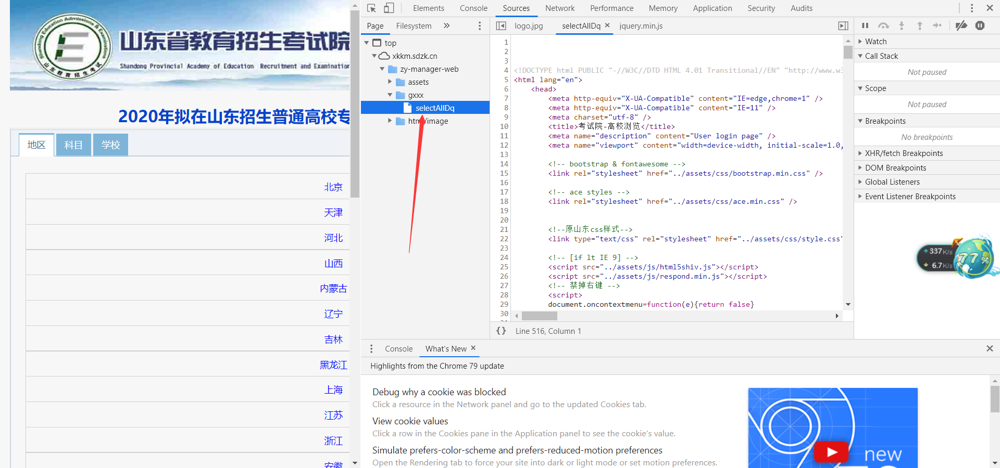 山东省教育招生考试院
Shandong Provincial Academy of Education Recruitment and Examination
Shandong Education Admissions & Examinations
山东教育招生考试
2020年拟在山东招生普通高校专
地区 科目 学校
北京
天津
河北
山西
内蒙古
辽宁
吉林
黑龙江
上海
江苏
浙江
安徽
Elements Console Sources Network Performance Memory Application Security Audits
Page Filesystem »
logo.jpg selectAllDq × jquery.min.js
top
xkkm.sdzk.cn
zy-manager-web
assets
gxxx
selectAllDq
htm/image
1
2
3
4 <!DOCTYPE html PUBLIC "-//W3C//DTD HTML 4.01 Transitional//EN" "http://www.w3
5 <html lang="en">
6 <head>
7 <meta http-equiv="X-UA-Compatible" content="IE=edge,chrome=1" />
8 <meta http-equiv="X-UA-Compatible" content="IE=11" />
9 <meta charset="utf-8" />
10 <title>考试院-高校浏览</title>
11 <meta name="description" content="User login page" />
12 <meta name="viewport" content="width=device-width, initial-scale=1.0,
13
14 <!-- bootstrap & fontawesome -->
15 <link rel="stylesheet" href="../assets/css/bootstrap.min.css" />
16
17 <!-- ace styles -->
18 <link rel="stylesheet" href="../assets/css/ace.min.css" />
19
20
21 <!--原山东css样式-->
22 <link type="text/css" rel="stylesheet" href="../assets/css/style.css"
23
24 <!-- [if lt IE 9] -->
25 <script src="../assets/js/html5shiv.js"></script>
26 <script src="../assets/js/respond.min.js"></script>
27 <!-- 禁掉右键 -->
28 <script>
29 document.oncontextmenu=function(e){return false}
30
{} Line 516, Column 1
Watch
Call Stack
Not paused
Scope
Not paused
Breakpoints
No breakpoints
XHR/fetch Breakpoints
DOM Breakpoints
Global Listeners
Event Listener Breakpoints
337K/s
6.7K/s
77%
Console What's New ×
Highlights from the Chrome 79 update
Debug why a cookie was blocked
Click a resource in the Network panel and go to the updated Cookies tab.
View cookie values
Click a row in the Cookies pane in the Application panel to see the cookie's value.
Simulate prefers-color-scheme and prefers-reduced-motion preferences
Open the Rendering tab to force your site into dark or light mode or set motion preferences.
new